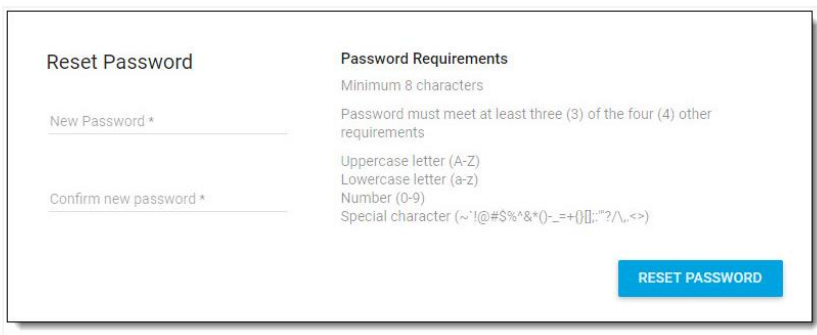 Reset Password
New Password *
Confirm new password *
Password Requirements
Minimum 8 characters
Password must meet at least three (3) of the four (4) other
requirements
Uppercase letter (A-Z)
Lowercase letter (a-z)
Number (0-9)
Special character (~`!@#$%^&*()-_=+{}[];:'"?/\,.<>)
RESET PASSWORD